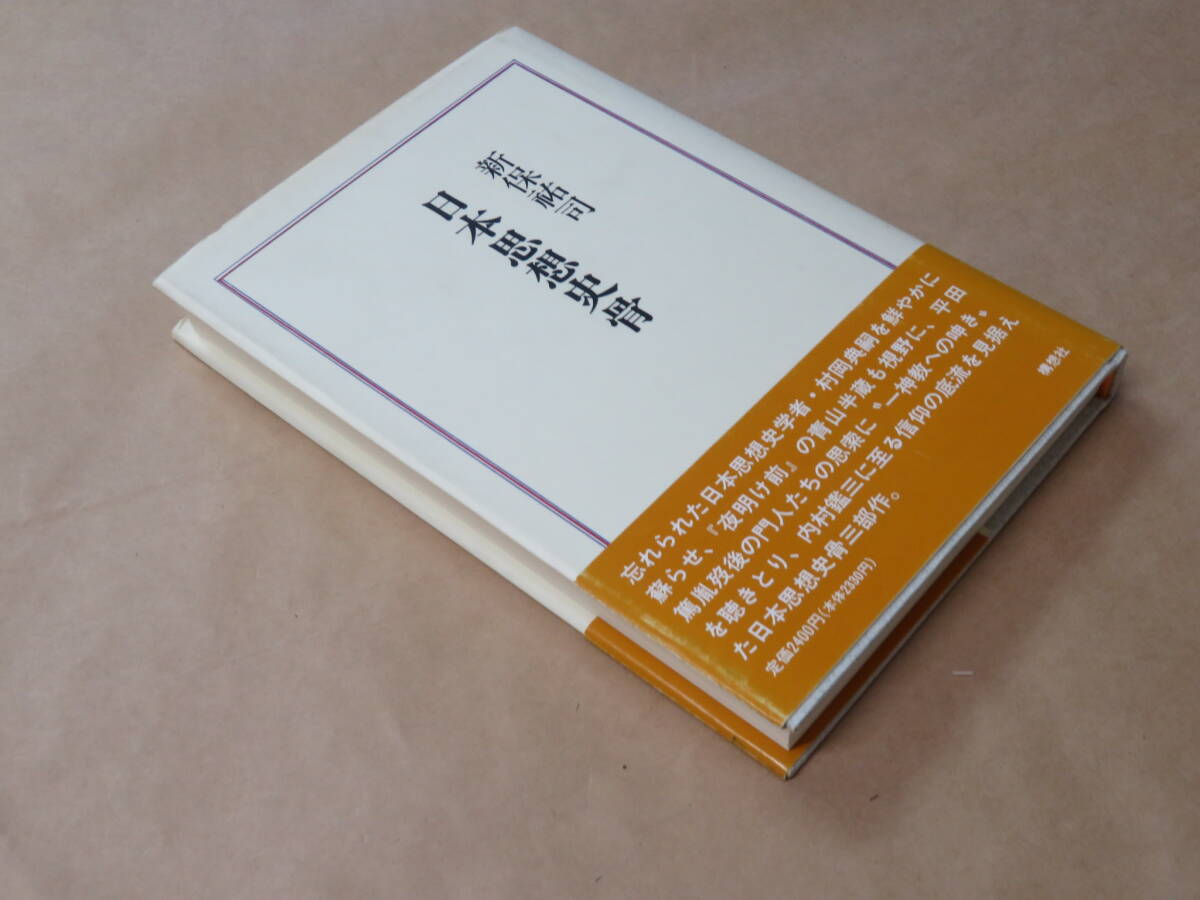 新保祐司
日本思想史骨
忘れられた日本思想史学者・村岡典嗣を鮮やかに
蘇らせ、『夜明け前』の青山半蔵も視野に、平田
篤胤歿後の門人たちの思索に〝一神教への呻き〟
を聴きとり、内村鑑三に至る信仰の底流を見据え
た日本思想史骨三部作。
定価2400円(本体2330円)
構想社